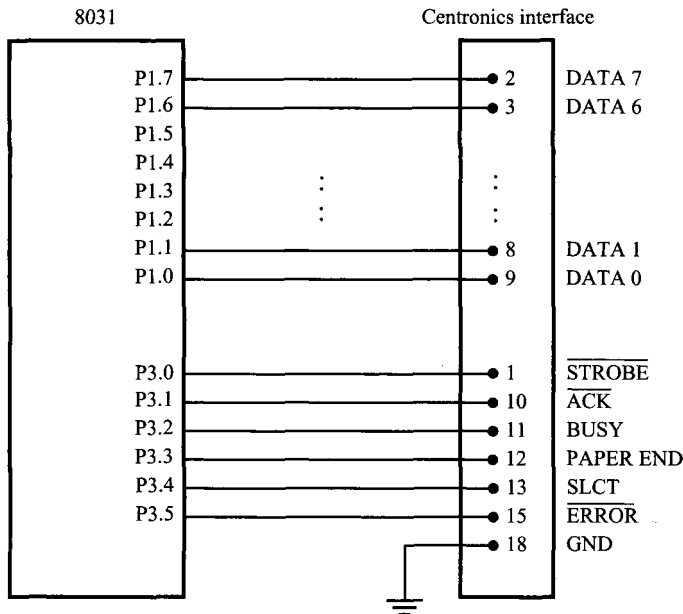 8031 Centronics interface
P1.7 2 DATA 7
P1.6 3 DATA 6
P1.5
P1.4
P1.3
P1.2
P1.1 8 DATA 1
P1.0 9 DATA 0
P3.0 1 STROBE
P3.1 10 ACK
P3.2 11 BUSY
P3.3 12 PAPER END
P3.4 13 SLCT
P3.5 15 ERROR
18 GND